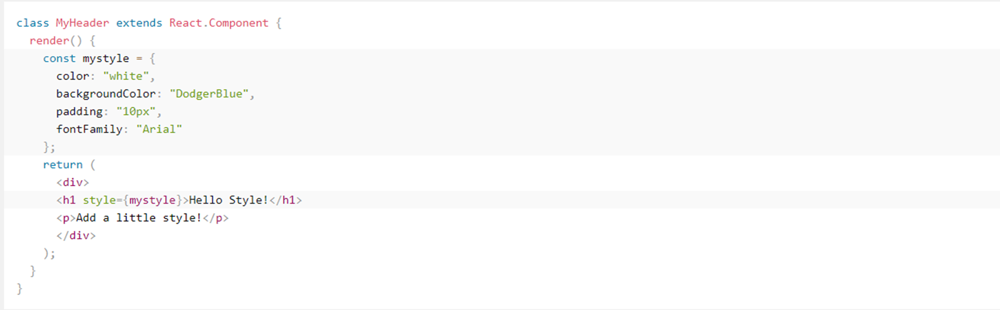 class MyHeader extends React.Component {
  render() {
    const mystyle = {
      color: "white",
      backgroundColor: "DodgerBlue",
      padding: "10px",
      fontFamily: "Arial"
    };
    return (
      <div>
      <h1 style={mystyle}>Hello Style!</h1>
      <p>Add a little style!</p>
      </div>
    );
  }
}